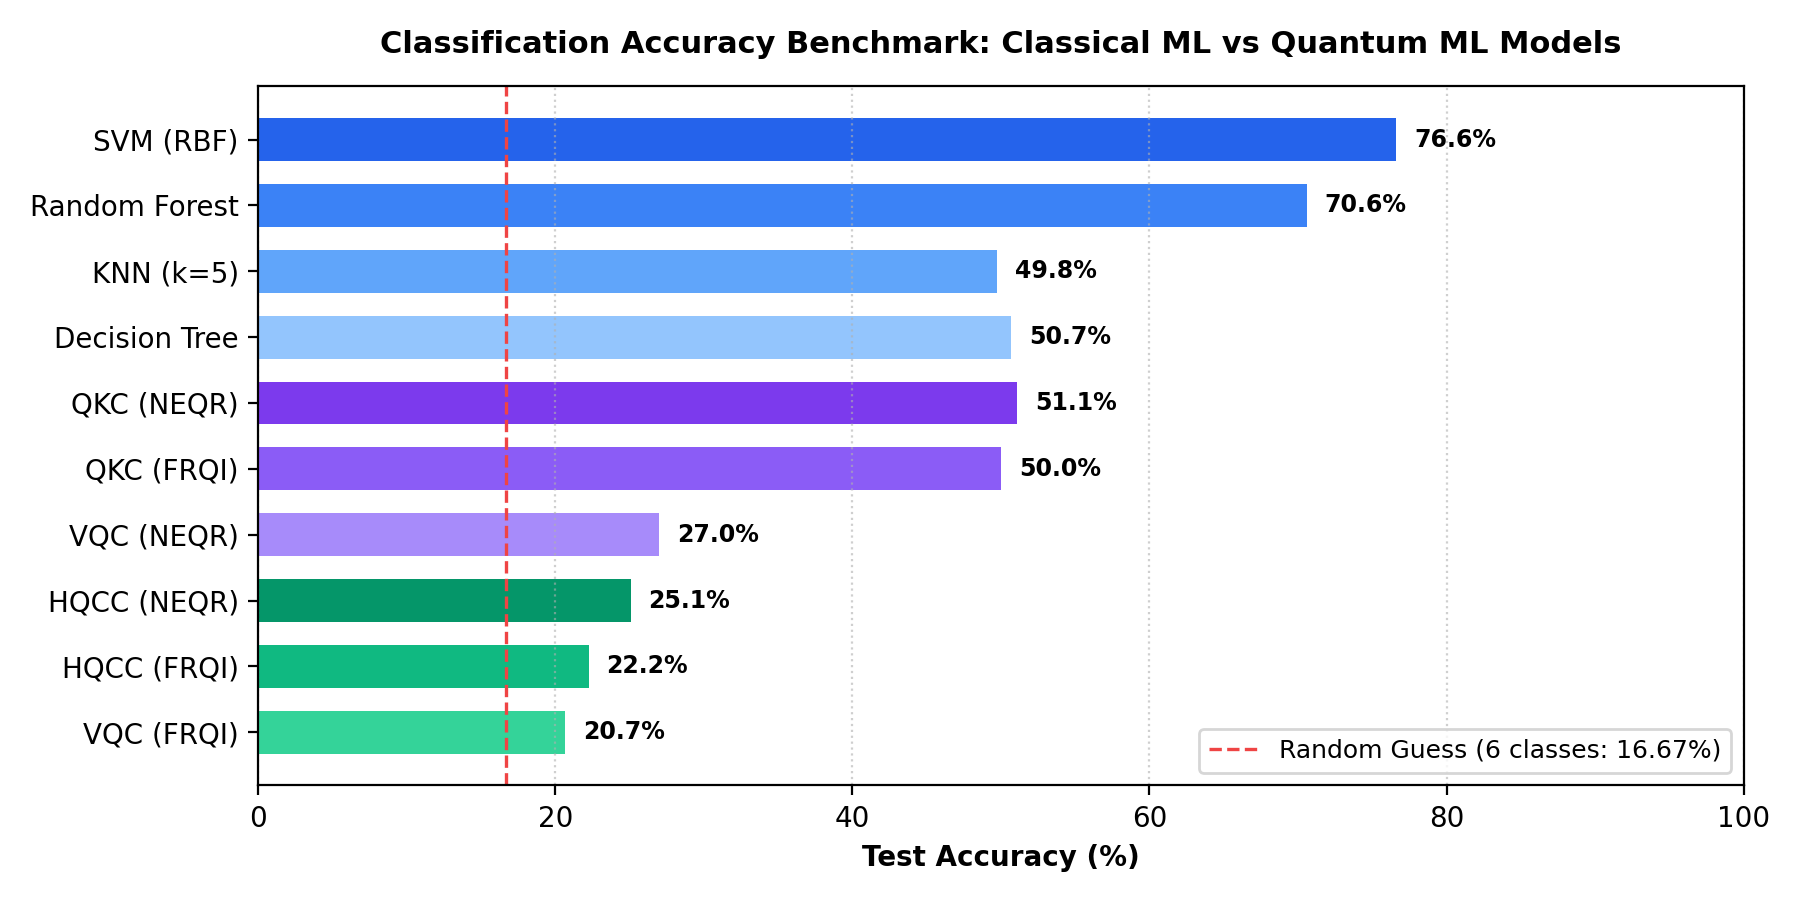 Classification Accuracy Benchmark: Classical ML vs Quantum ML Models
SVM (RBF) 76.6%
Random Forest 70.6%
KNN (k=5) 49.8%
Decision Tree 50.7%
QKC (NEQR) 51.1%
QKC (FRQI) 50.0%
VQC (NEQR) 27.0%
HQCC (NEQR) 25.1%
HQCC (FRQI) 22.2%
VQC (FRQI) 20.7%
Random Guess (6 classes: 16.67%)
0 20 40 60 80 100
Test Accuracy (%)